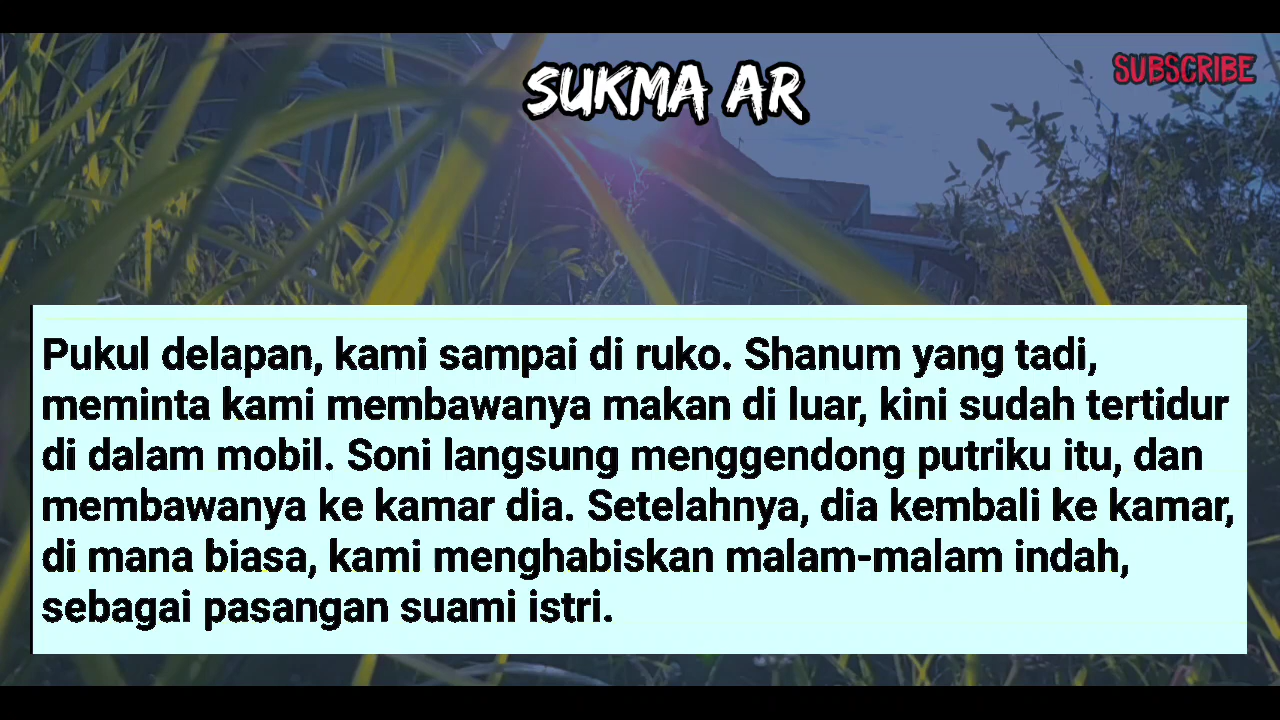 SUKMA AR
SUBSCRIBE
Pukul delapan, kami sampai di ruko. Shanum yang tadi,
meminta kami membawanya makan di luar, kini sudah tertidur
di dalam mobil. Soni langsung menggendong putriku itu, dan
membawanya ke kamar dia. Setelahnya, dia kembali ke kamar,
di mana biasa, kami menghabiskan malam-malam indah,
sebagai pasangan suami istri.